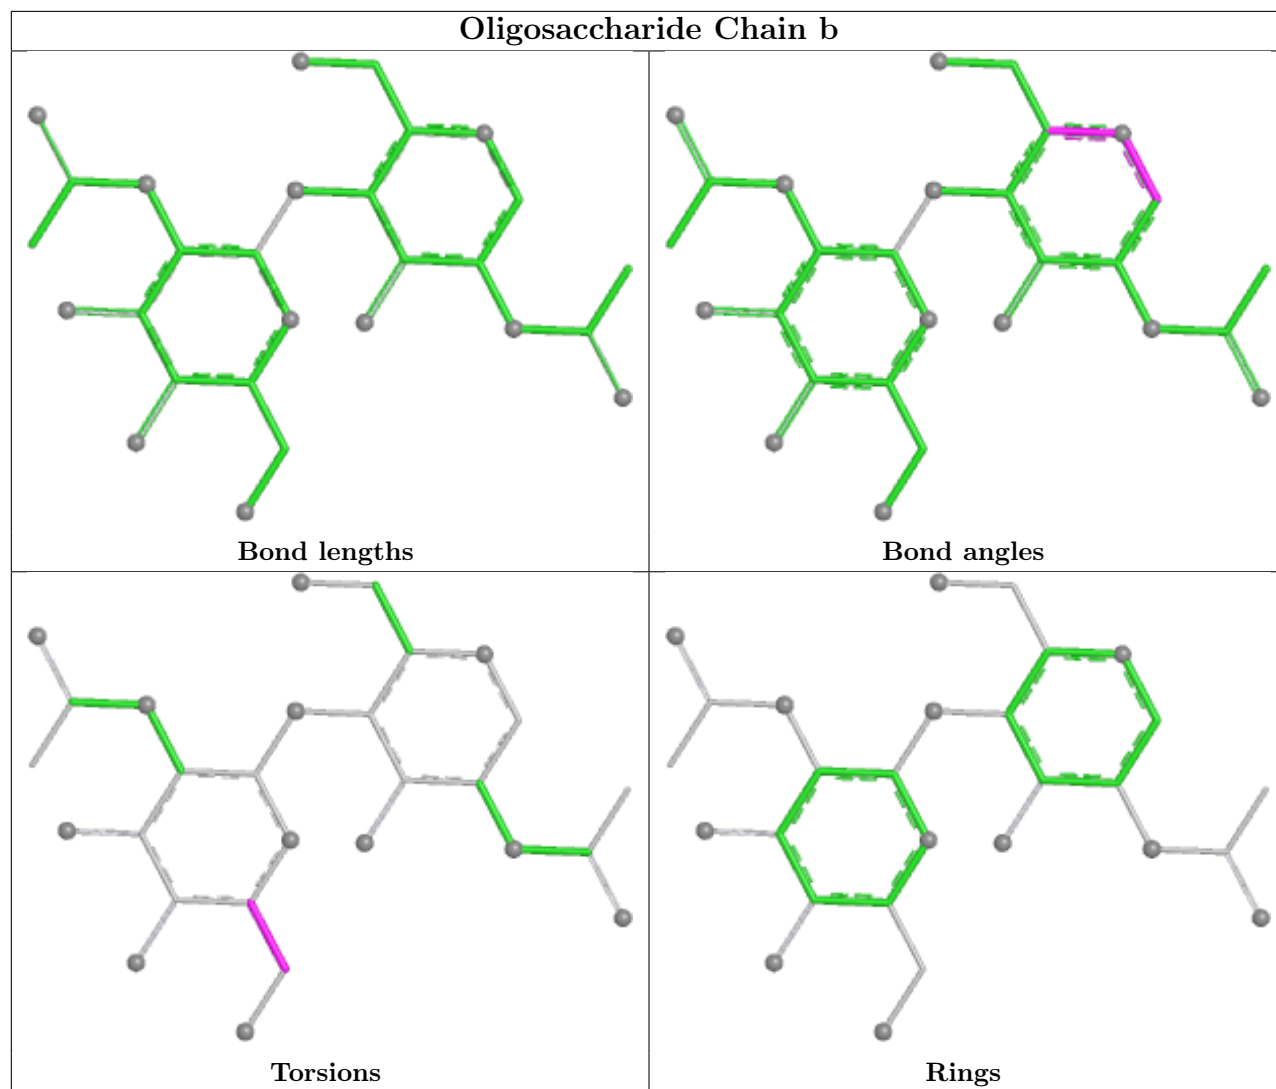 Oligosaccharide Chain b
Bond lengths
Bond angles
Torsions
Rings